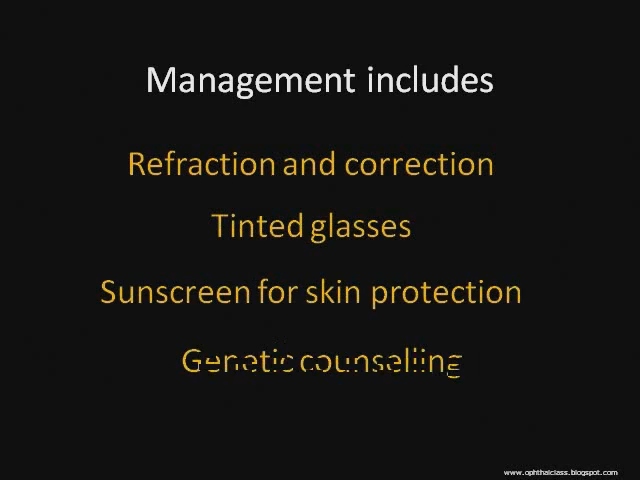 Management includes
Refraction and correction
Tinted glasses
Sunscreen for skin protection
Genetic counselling
www.ophthalclass.blogspot.com